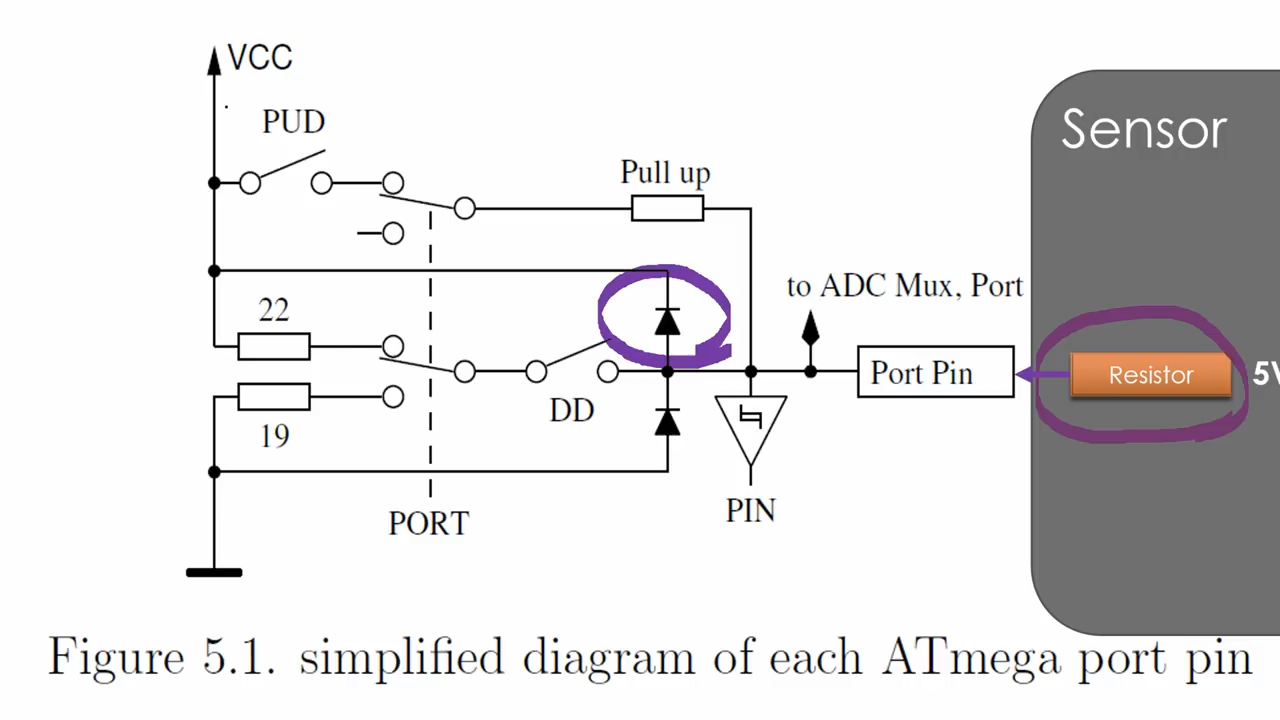 VCC
PUD
Sensor
Pull up
to ADC Mux, Port
22
Port Pin
Resistor
5V
DD
19
PIN
PORT
Figure 5.1. simplified diagram of each ATmega port pin